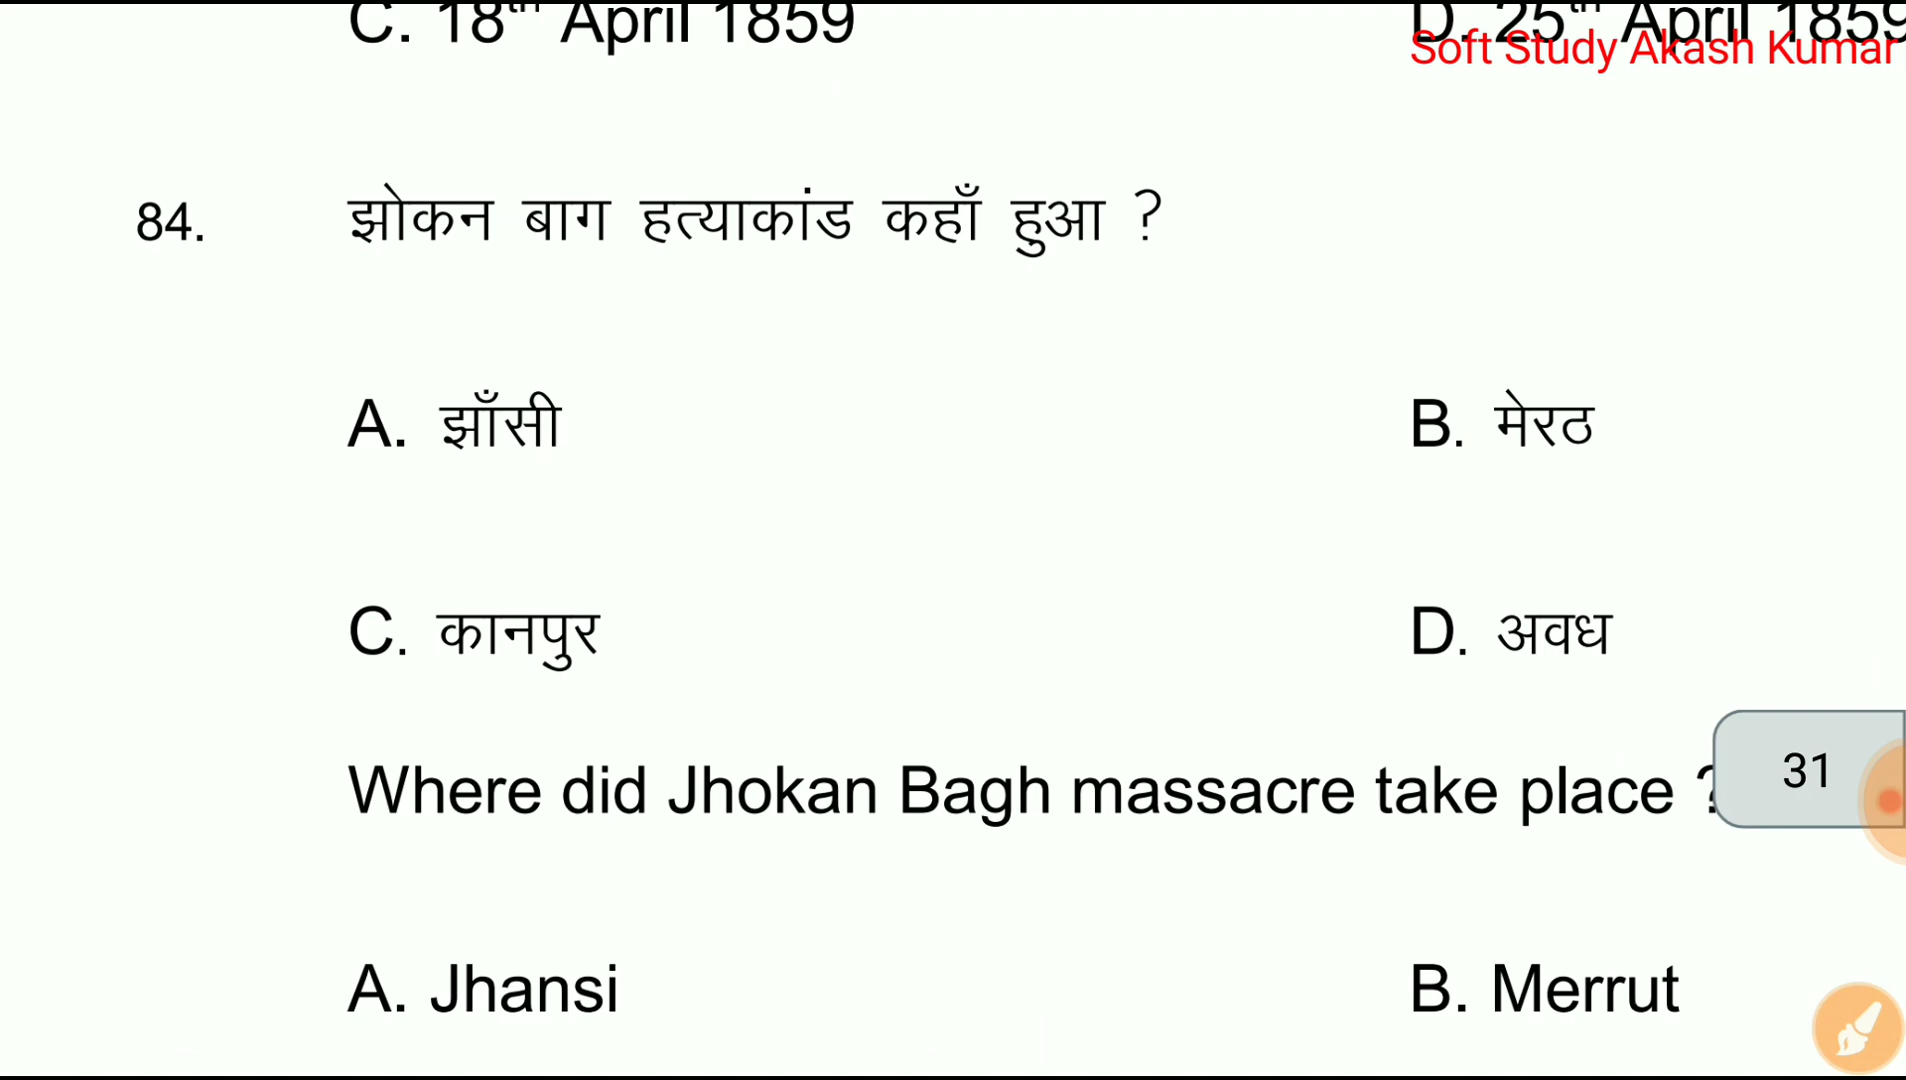 C. 18th April 1859 D. 25th April 1859
Soft Study Akash Kumar
84. झोकन बाग हत्याकांड कहाँ हुआ ?
A. झाँसी B. मेरठ
C. कानपुर D. अवध
Where did Jhokan Bagh massacre take place ?
31
A. Jhansi B. Merrut